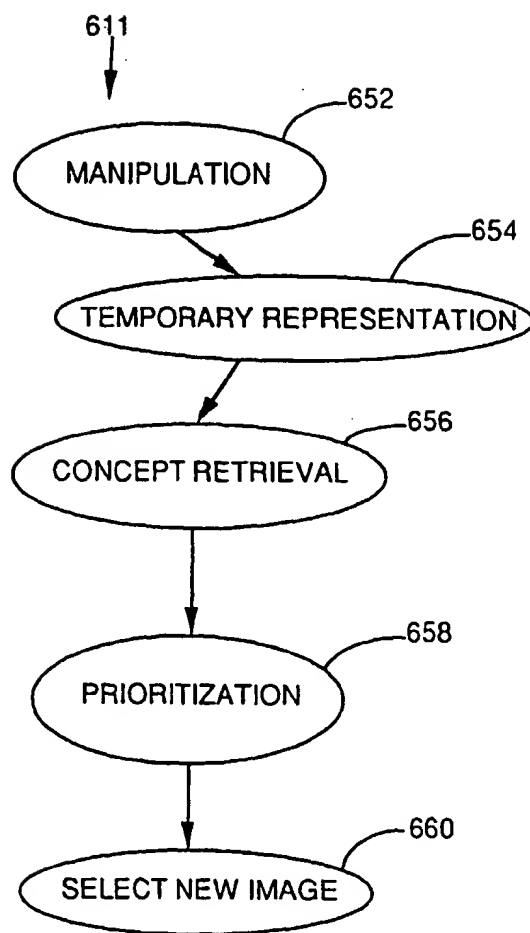 611
652
MANIPULATION
654
TEMPORARY REPRESENTATION
656
CONCEPT RETRIEVAL
658
PRIORITIZATION
660
SELECT NEW IMAGE